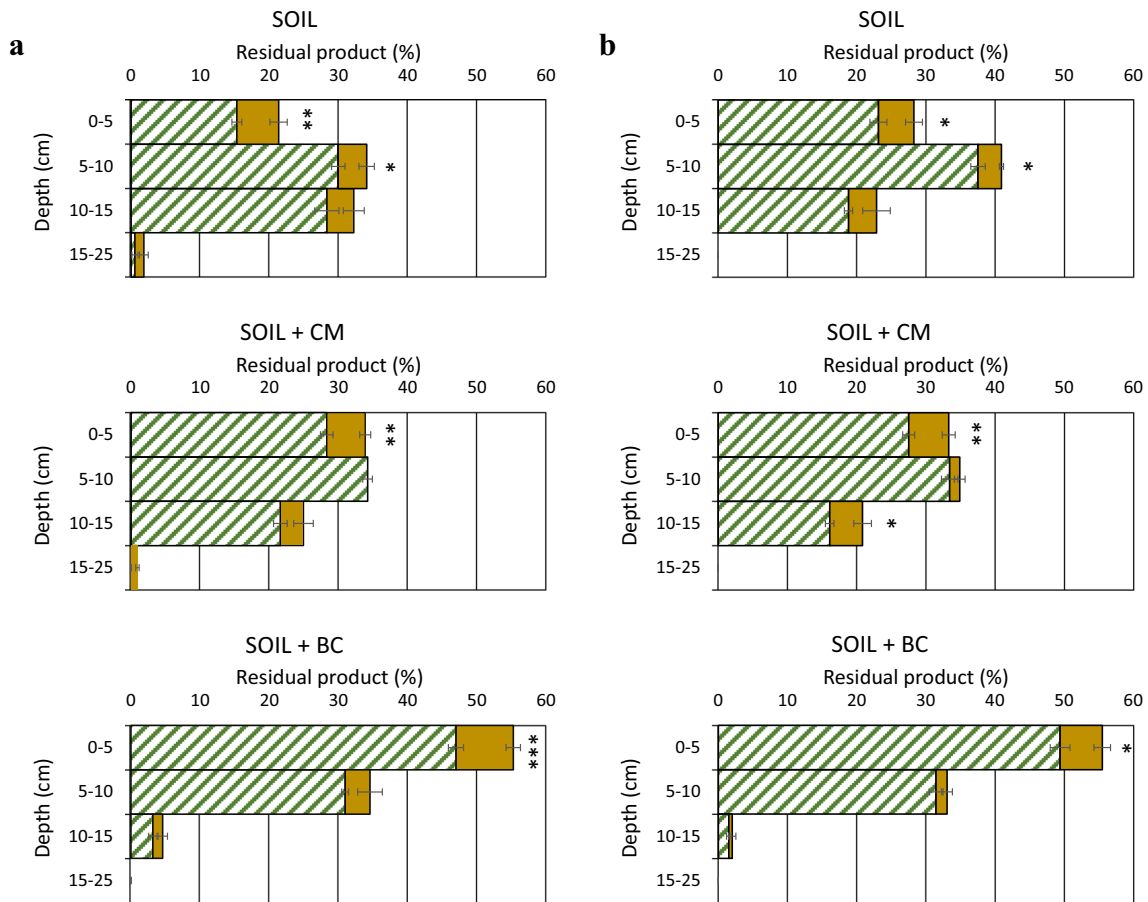 a
SOIL
Residual product (%)
0 10 20 30 40 50 60
Depth (cm)
0-5
**
5-10
*
10-15
15-25
SOIL + CM
Residual product (%)
0 10 20 30 40 50 60
Depth (cm)
0-5
**
5-10
10-15
15-25
SOIL + BC
Residual product (%)
0 10 20 30 40 50 60
Depth (cm)
0-5
***
5-10
10-15
15-25
b
SOIL
Residual product (%)
0 10 20 30 40 50 60
Depth (cm)
0-5
*
5-10
*
10-15
15-25
SOIL + CM
Residual product (%)
0 10 20 30 40 50 60
Depth (cm)
0-5
**
5-10
10-15
*
15-25
SOIL + BC
Residual product (%)
0 10 20 30 40 50 60
Depth (cm)
0-5
*
5-10
10-15
15-25